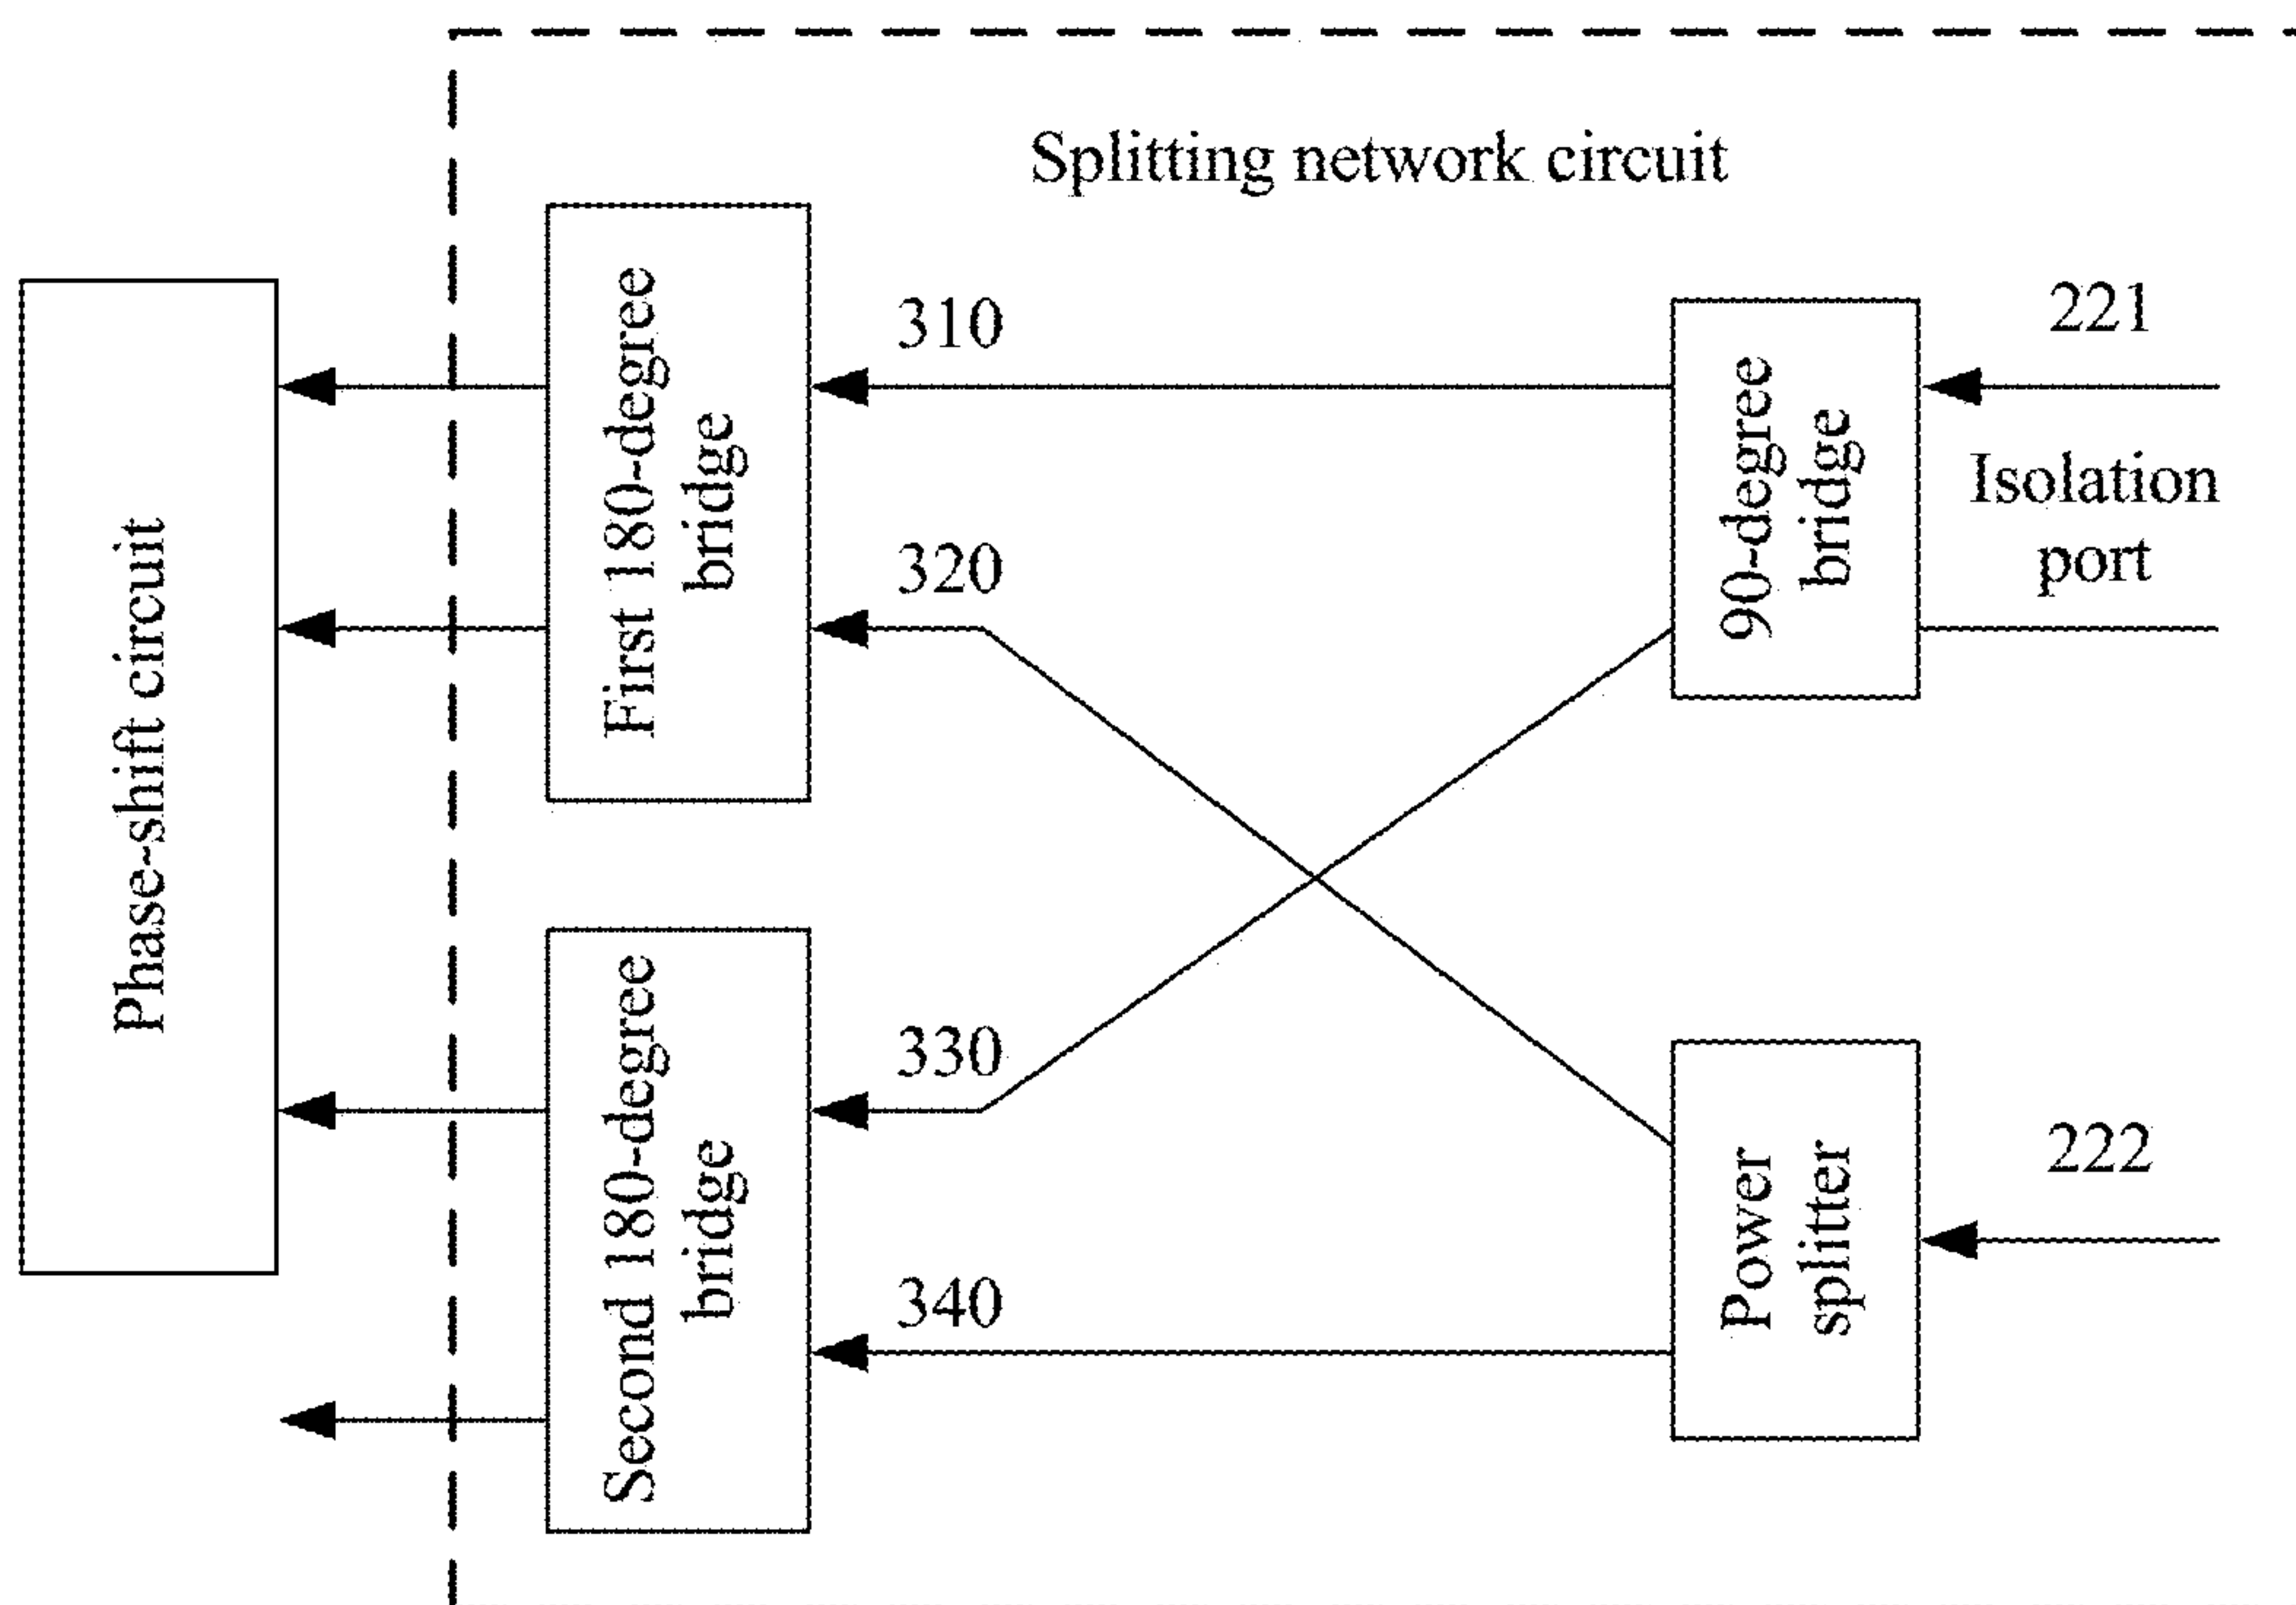 Splitting network circuit
Phase-shift circuit
First 180-degree
bridge
310
320
90-degree
bridge
221
Isolation
port
Second 180-degree
bridge
330
340
Power
splitter
222